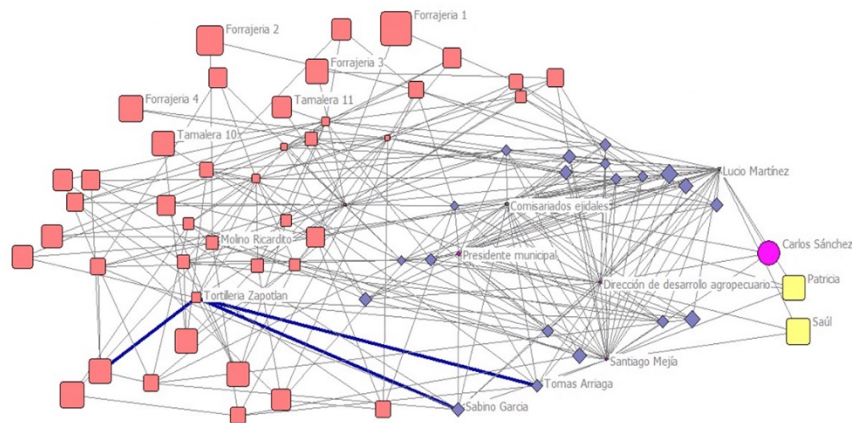 Forrajeria 1
Forrajeria 2
Forrajeria 3
Forrajeria 4
Tamalera 11
Tamalera 10
Lucio Martínez
Comisariados ejidales
Molino Ricardito
Carlos Sánchez
Presidente municipal
Patricia
Dirección de desarrollo agropecuario
Tortilleria Zapotlan
Saúl
Santiago Mejía
Tomas Arriaga
Sabino Garcia